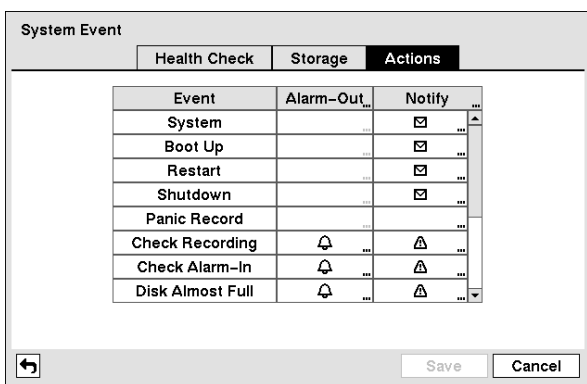 System Event
Health Check Storage Actions
Event Alarm-Out... Notify ...
System ... ...
Boot Up ... ...
Restart ... ...
Shutdown ... ...
Panic Record ... ...
Check Recording ... ...
Check Alarm-In ... ...
Disk Almost Full ... ...
Save Cancel